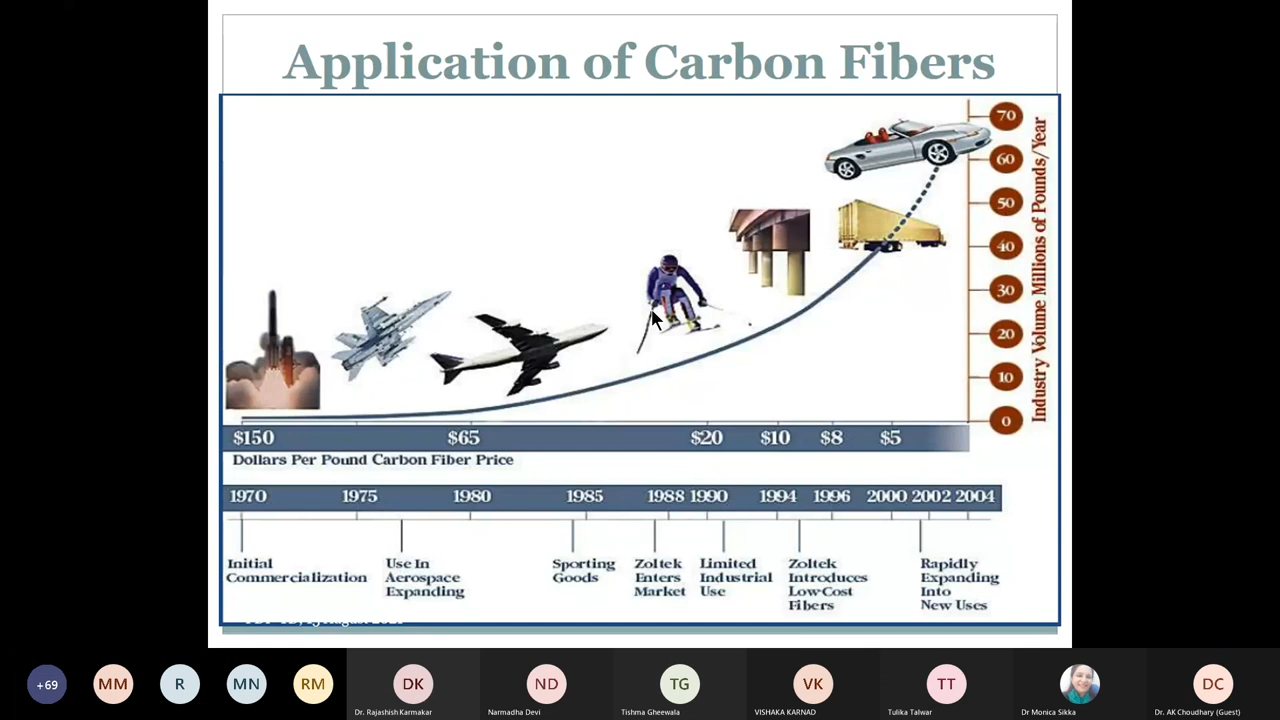 Application of Carbon Fibers
70
60
50
40
30
20
10
0
Industry Volume Millions of Pounds/Year
$150 $65 $20 $10 $8 $5
Dollars Per Pound Carbon Fiber Price
1970 1975 1980 1985 1988 1990 1994 1996 2000 2002 2004
Initial
Commercialization
Use In
Aerospace
Expanding
Sporting
Goods
Zoltek
Enters
Market
Limited
Industrial
Use
Zoltek
Introduces
Low-Cost
Fibers
Rapidly
Expanding
Into
New Uses
+69 MM R MN RM DK ND TG VK TT DC
Dr. Rajashish Karmakar Narmadha Devi Tishma Gheewala VISHAKA KARNAD Tulika Talwar Dr Monica Sikka Dr. AK Choudhary (Guest)